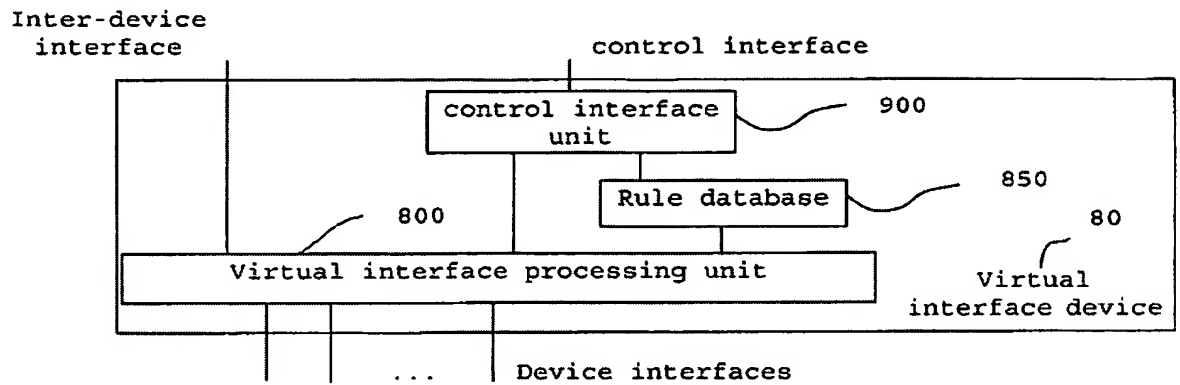 Inter-device
interface
control interface
control interface
unit
900
Rule database
850
800
80
Virtual interface processing unit
Virtual
interface device
... Device interfaces